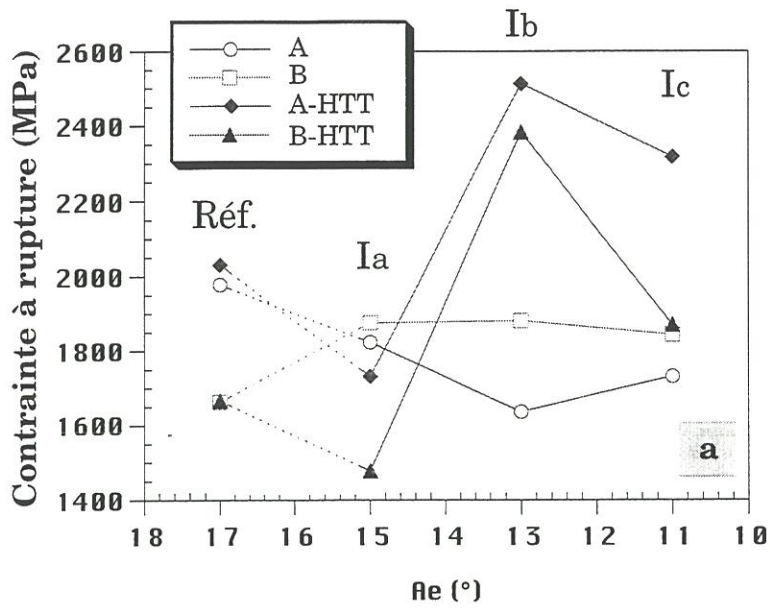 Ib
2600
A
B
A-HTT
B-HTT
Ic
2400
2200
Réf.
Ia
2000
1800
1600
1400
a
Contrainte à rupture (MPa)
18 17 16 15 14 13 12 11 10
Ae (°)